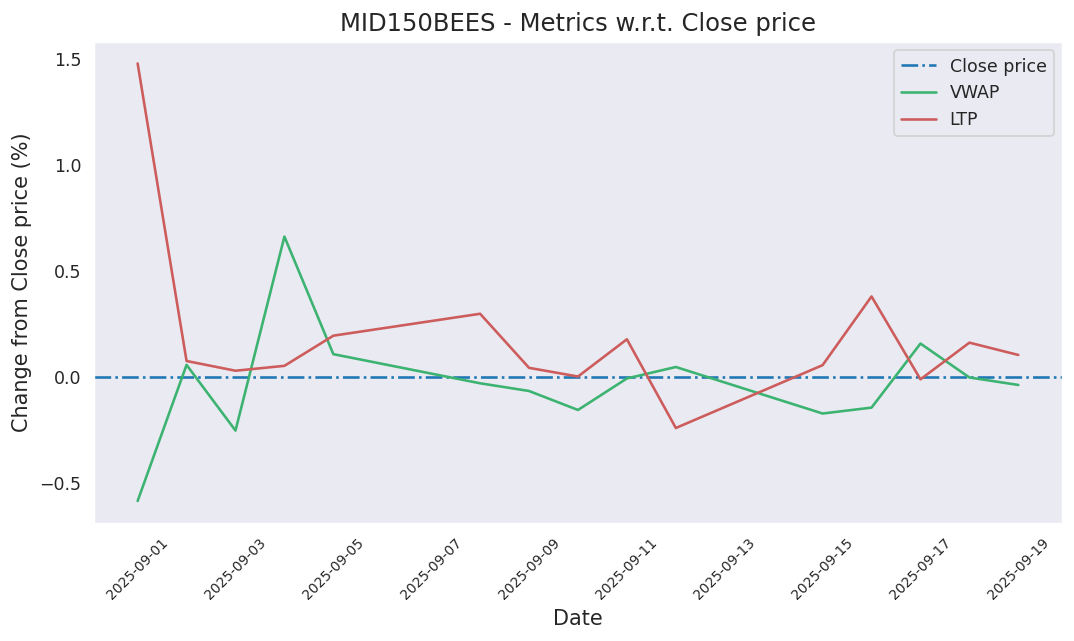 MID150BEES - Metrics w.r.t. Close price
Close price
VWAP
LTP
Change from Close price (%)
1.5
1.0
0.5
0.0
−0.5
2025-09-01
2025-09-03
2025-09-05
2025-09-07
2025-09-09
2025-09-11
2025-09-13
2025-09-15
2025-09-17
2025-09-19
Date